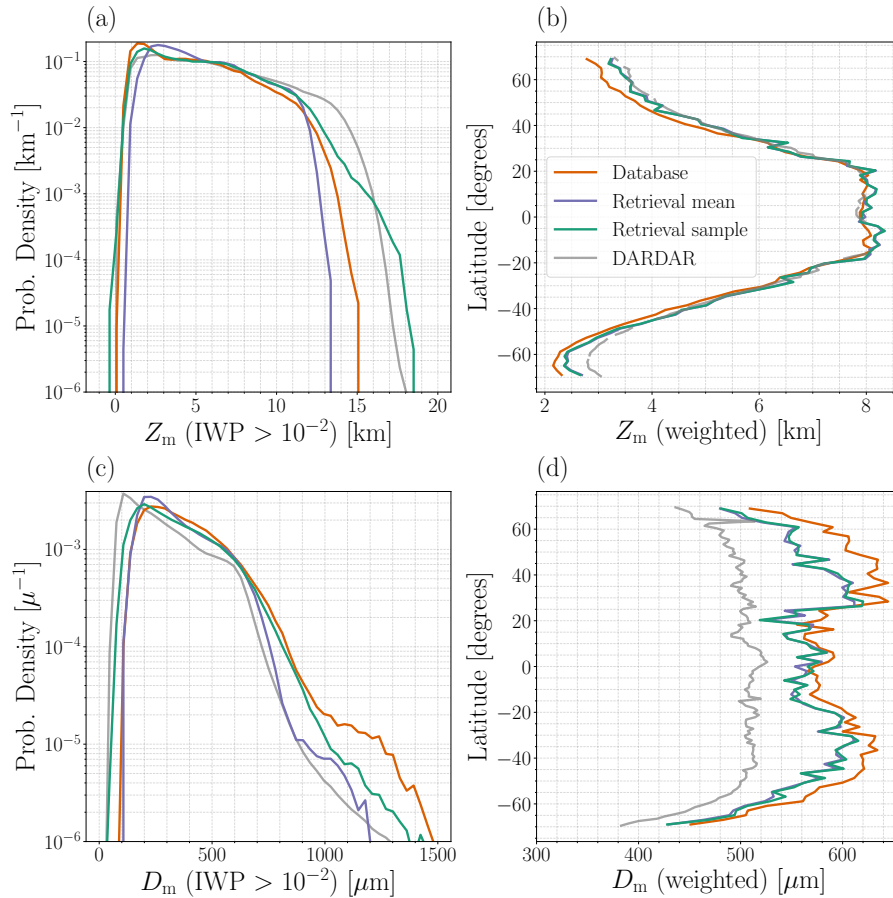 (a)
(b)
10⁻¹
10⁻²
10⁻³
10⁻⁴
10⁻⁵
10⁻⁶
Prob. Density [km⁻¹]
0
5
10
15
20
Zₘ (IWP > 10⁻²) [km]
60
40
20
0
−20
−40
−60
Latitude [degrees]
Database
Retrieval mean
Retrieval sample
DARDAR
2
4
6
8
Zₘ (weighted) [km]
(c)
(d)
10⁻³
10⁻⁴
10⁻⁵
10⁻⁶
Prob. Density [μ⁻¹]
0
500
1000
1500
Dₘ (IWP > 10⁻²) [μm]
60
40
20
0
−20
−40
−60
Latitude [degrees]
300
400
500
600
Dₘ (weighted) [μm]